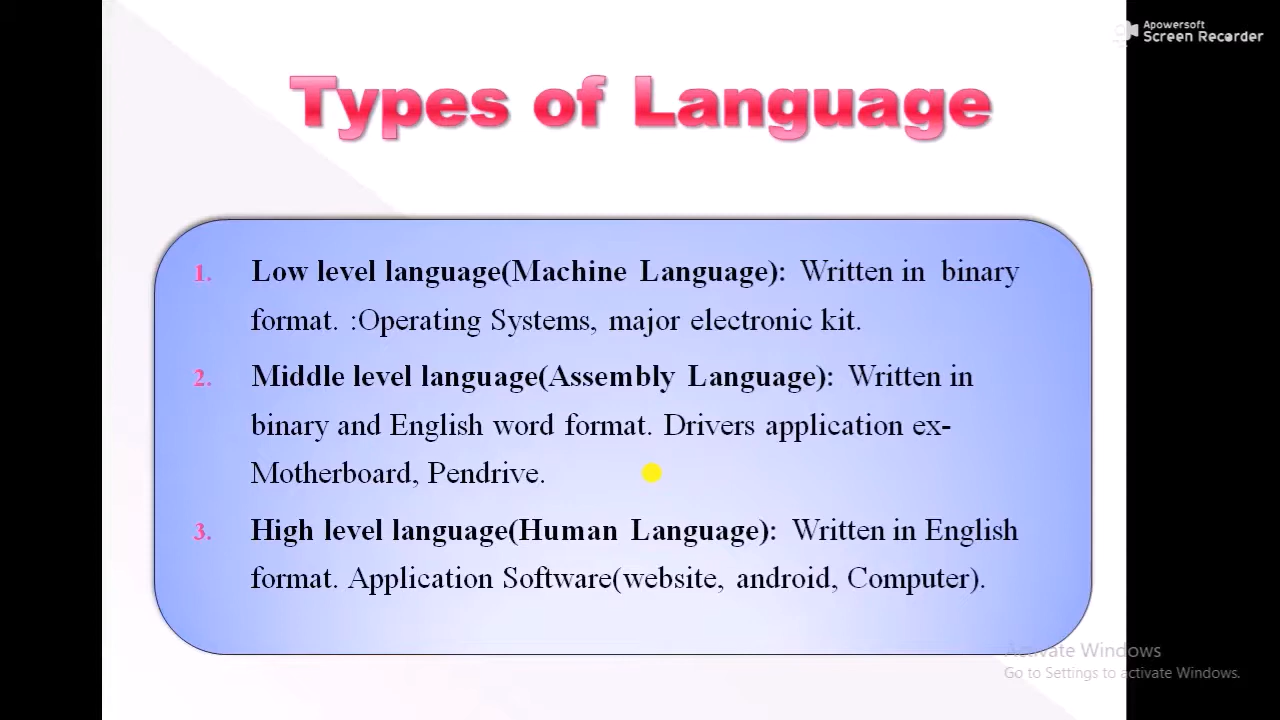 Apowersoft
Screen Recorder
Types of Language
1. Low level language(Machine Language): Written in binary
format. :Operating Systems, major electronic kit.
2. Middle level language(Assembly Language): Written in
binary and English word format. Drivers application ex-
Motherboard, Pendrive.
3. High level language(Human Language): Written in English
format. Application Software(website, android, Computer).
Activate Windows
Go to Settings to activate Windows.